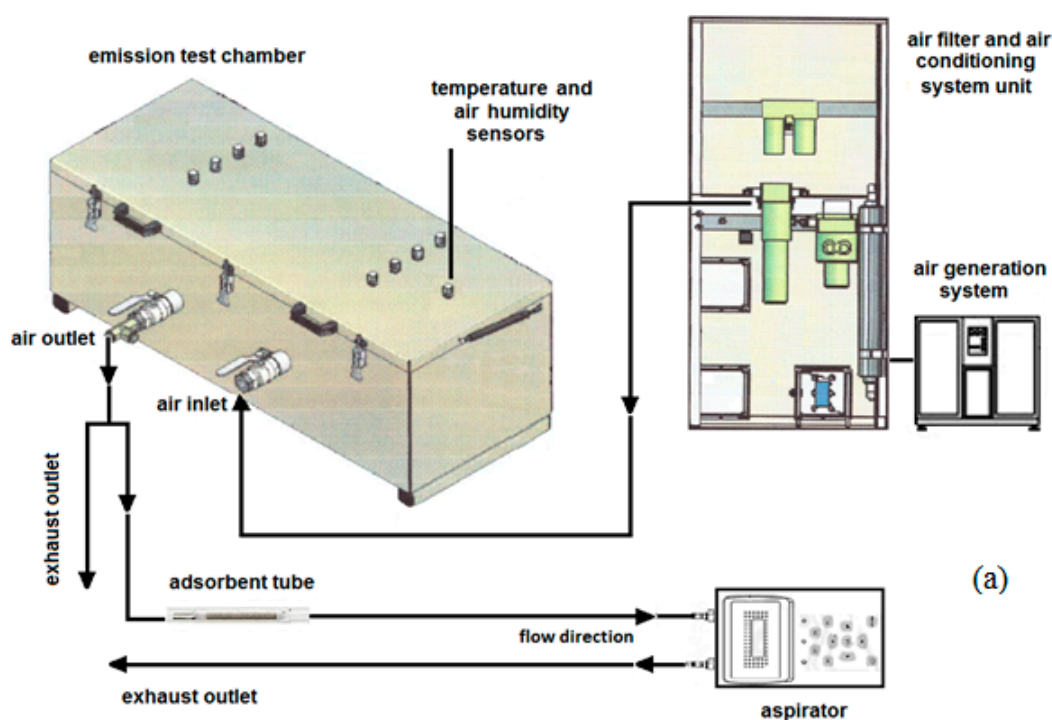 emission test chamber
temperature and
air humidity
sensors
air filter and air
conditioning
system unit
air generation
system
air outlet
air inlet
exhaust outlet
adsorbent tube
(a)
flow direction
exhaust outlet
aspirator